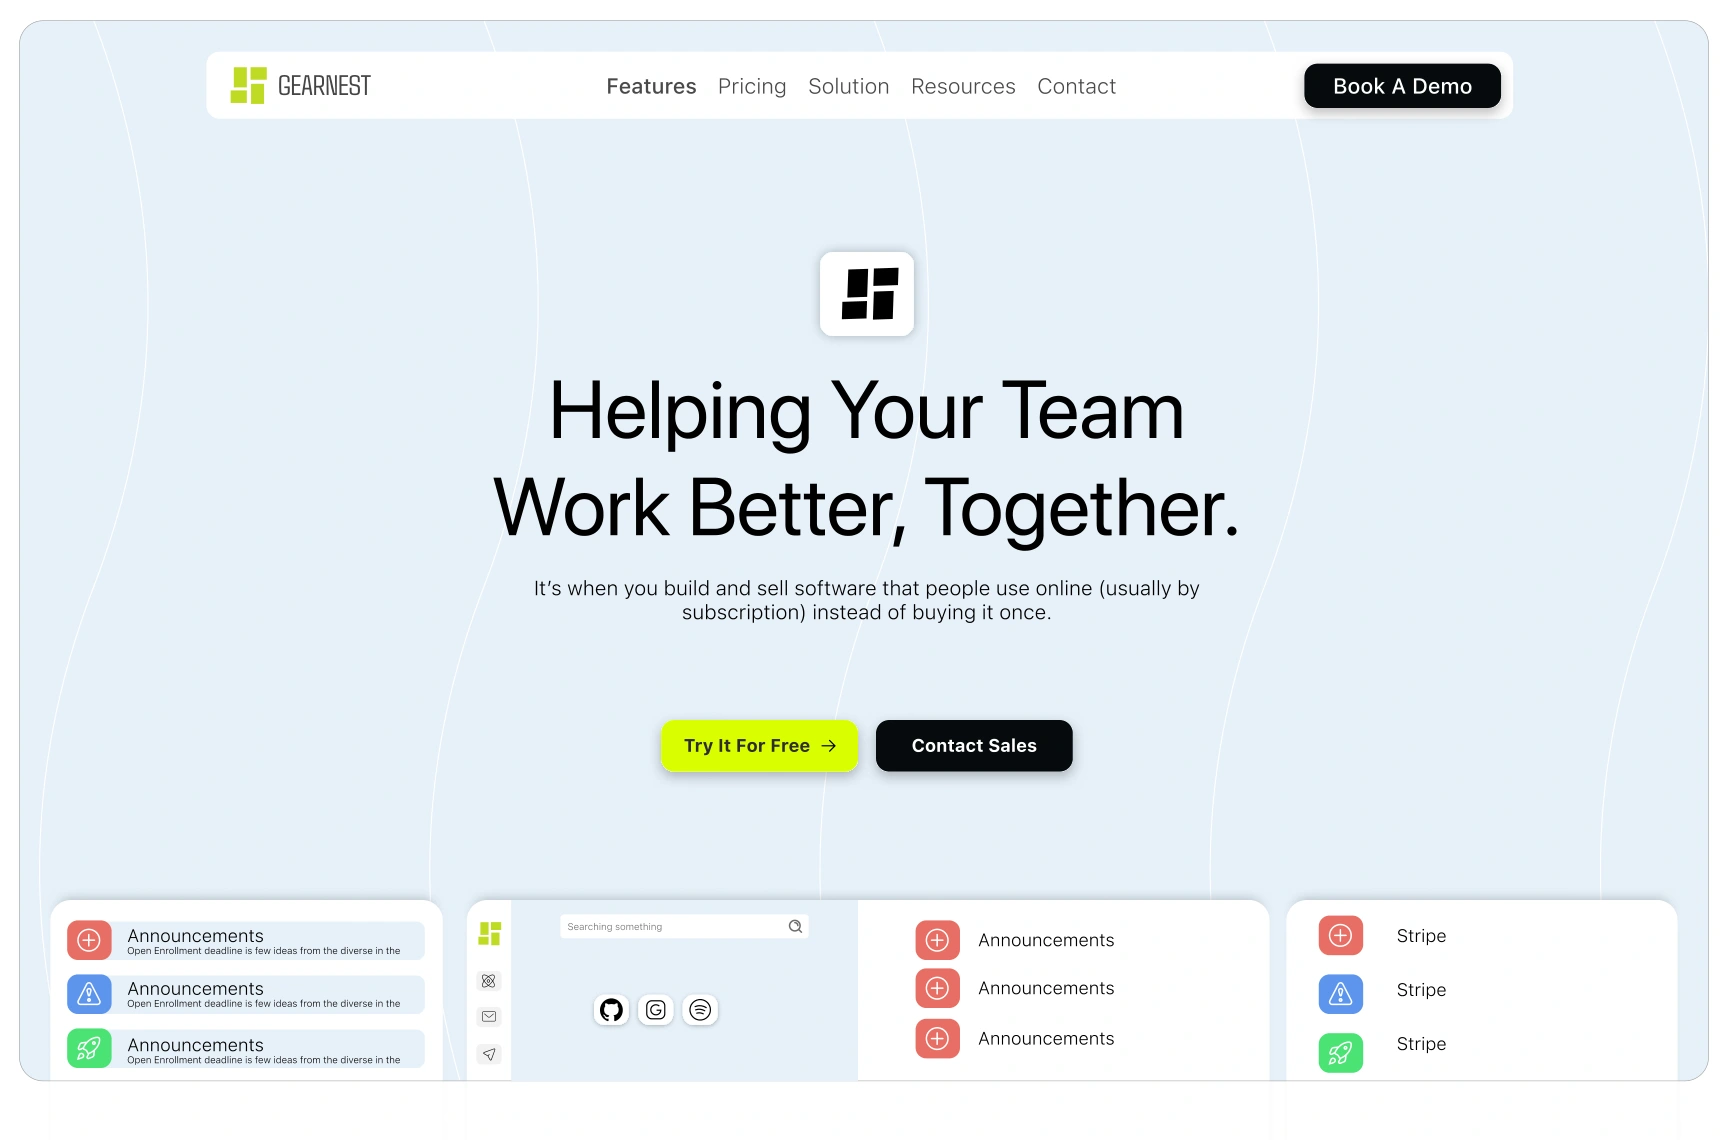 GEARNEST
Features Pricing Solution Resources Contact
Book A Demo
Helping Your Team
Work Better, Together.
It’s when you build and sell software that people use online (usually by
subscription) instead of buying it once.
Try It For Free →
Contact Sales
Announcements
Open Enrollment deadline is few ideas from the diverse in the
Announcements
Open Enrollment deadline is few ideas from the diverse in the
Announcements
Open Enrollment deadline is few ideas from the diverse in the
Searching something
Announcements
Announcements
Announcements
Stripe
Stripe
Stripe